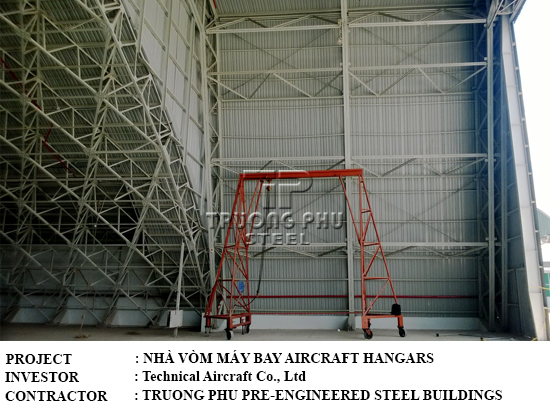 TP
TRUONG PHU
STEEL
PROJECT : NHÀ VÒM MÁY BAY AIRCRAFT HANGARS
INVESTOR : Technical Aircraft Co., Ltd
CONTRACTOR : TRUONG PHU PRE-ENGINEERED STEEL BUILDINGS